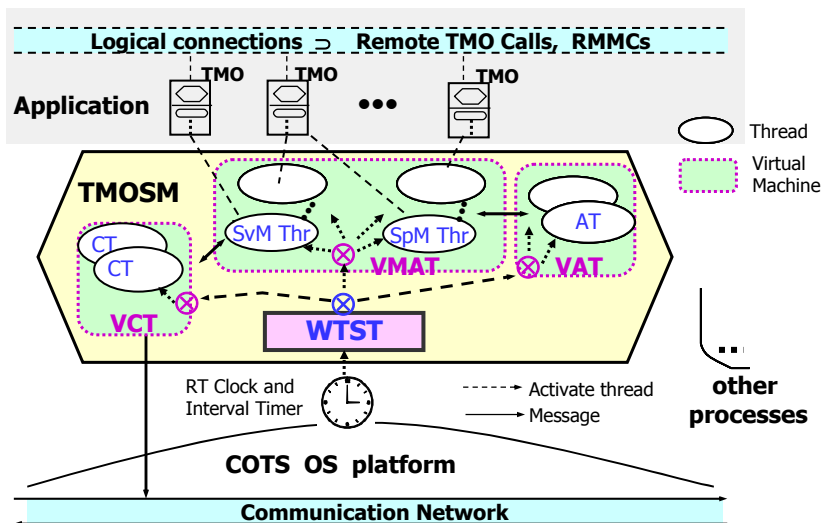 Logical connections ⊃ Remote TMO Calls, RMMCs
TMO
TMO
TMO
Application
•••
Thread
Virtual
Machine
TMOSM
CT
CT
SvM Thr
SpM Thr
AT
VMAT
VAT
VCT
WTST
RT Clock and
Interval Timer
Activate thread
Message
other
processes
COTS OS platform
Communication Network